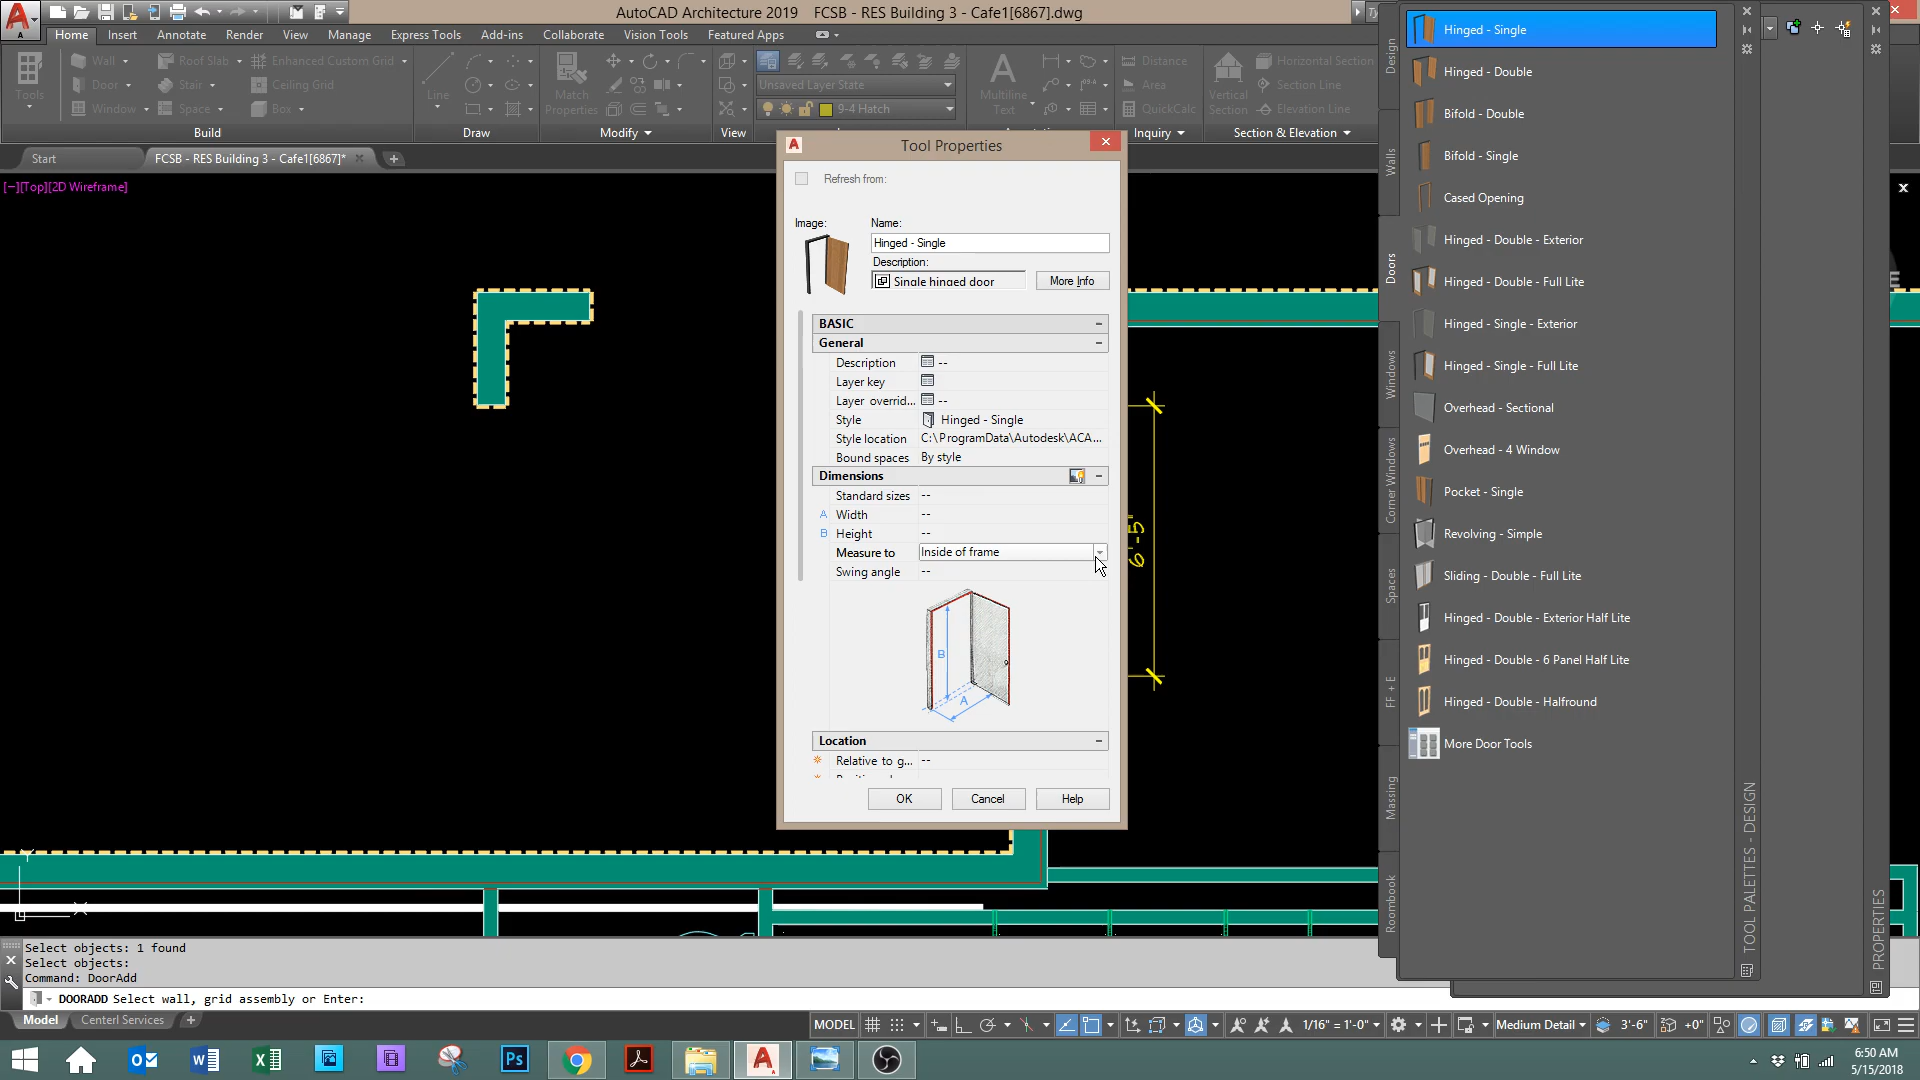 AutoCAD Architecture 2019 FCSB - RES Building 3 - Cafe1[6867].dwg
Home Insert Annotate Render View Manage Express Tools Add-ins Collaborate Vision Tools Featured Apps
Wall Roof Slab Enhanced Custom Grid
Door Stair Ceiling Grid
Window Space Box
Tools
Line
Match Properties
Unsaved Layer State
9-4 Hatch
Multiline Text
Distance
Area
QuickCalc
Vertical Section
Horizontal Section
Section Line
Elevation Line
Build Draw Modify View Inquiry Section & Elevation
Start FCSB - RES Building 3 - Cafe1[6867]*
[−][Top][2D Wireframe]
Tool Properties
Refresh from:
Image: Name:
Hinged - Single
Description:
Single hinged door More Info
BASIC
General
Description --
Layer key
Layer overrid... --
Style Hinged - Single
Style location C:\ProgramData\Autodesk\ACA...
Bound spaces By style
Dimensions
Standard sizes --
A Width --
B Height --
Measure to Inside of frame
Swing angle --
B
A
Location
Relative to g... --
OK Cancel Help
6'-5"
Y
X
Design
Walls
Doors
Windows
Corner Windows
Spaces
FF + E
Massing
Roombook
Hinged - Single
Hinged - Double
Bifold - Double
Bifold - Single
Cased Opening
Hinged - Double - Exterior
Hinged - Double - Full Lite
Hinged - Single - Exterior
Hinged - Single - Full Lite
Overhead - Sectional
Overhead - 4 Window
Pocket - Single
Revolving - Simple
Sliding - Double - Full Lite
Hinged - Double - Exterior Half Lite
Hinged - Double - 6 Panel Half Lite
Hinged - Double - Halfround
More Door Tools
TOOL PALETTES - DESIGN
PROPERTIES
E
Select objects: 1 found
Select objects:
Command: DoorAdd
DOORADD Select wall, grid assembly or Enter:
Model Centerl Services +
MODEL 1/16" = 1'-0" Medium Detail 3'-6" +0"
Ps
6:50 AM
5/15/2018